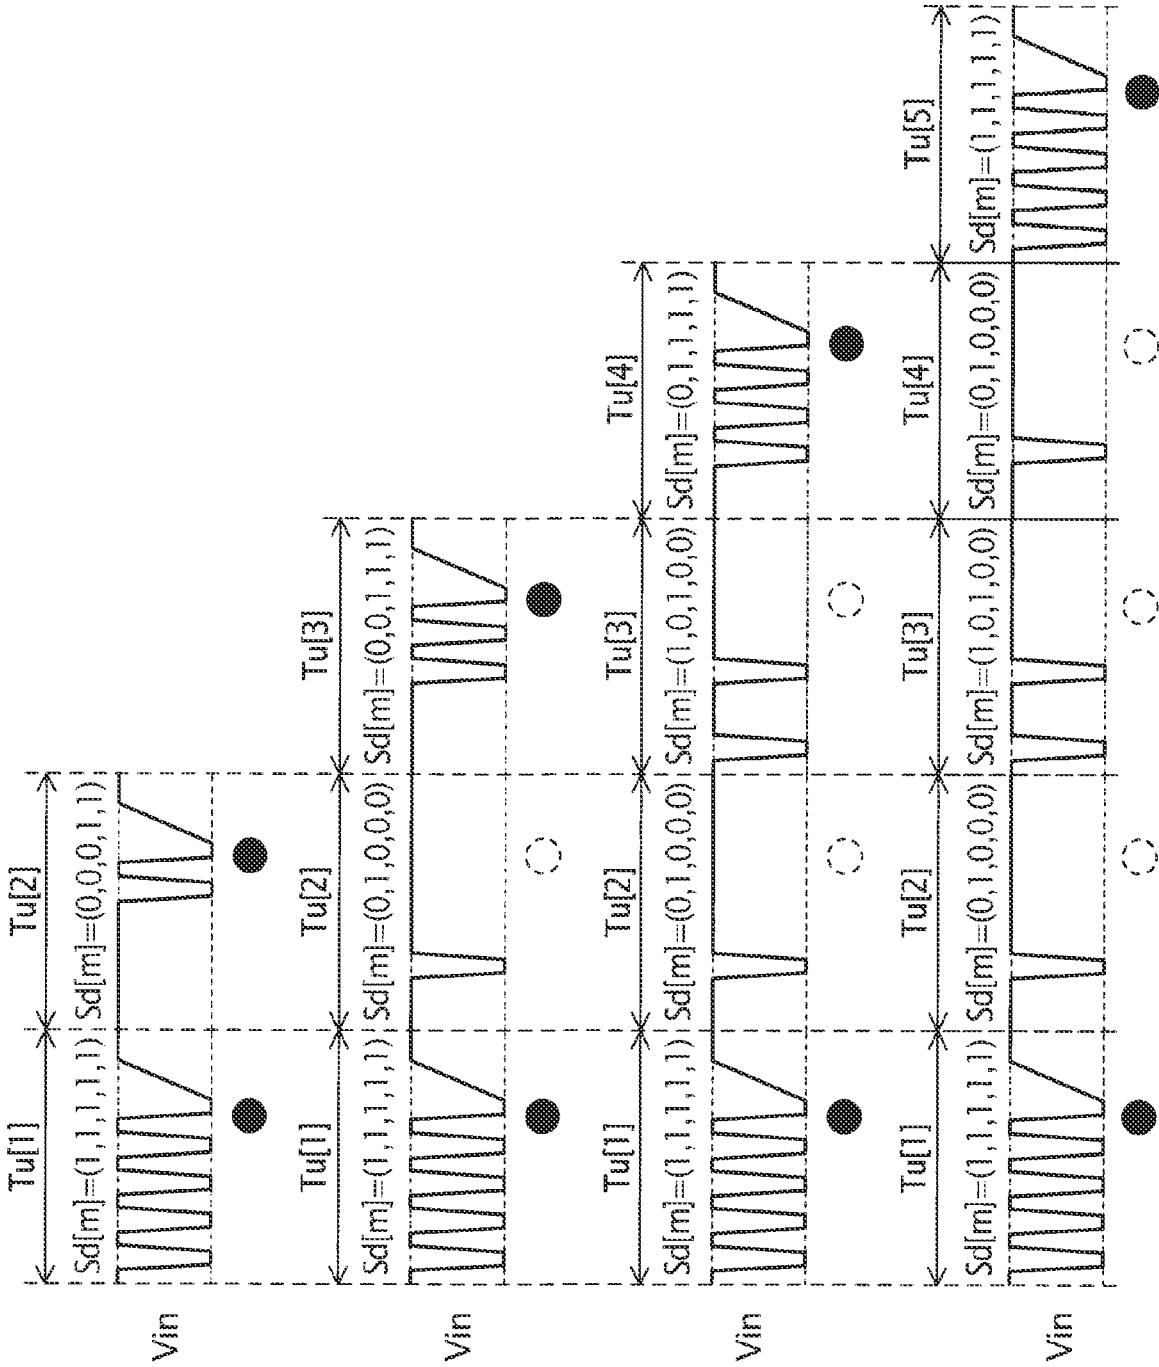 Tu[1] Tu[2]
Sd[m]=(1,1,1,1,1) Sd[m]=(0,0,0,1,1)
Vin
Tu[1] Tu[2] Tu[3]
Sd[m]=(1,1,1,1,1) Sd[m]=(0,1,0,0,0) Sd[m]=(0,0,1,1,1)
Vin
Tu[1] Tu[2] Tu[3] Tu[4]
Sd[m]=(1,1,1,1,1) Sd[m]=(0,1,0,0,0) Sd[m]=(1,0,1,0,0) Sd[m]=(0,1,1,1,1)
Vin
Tu[1] Tu[2] Tu[3] Tu[4] Tu[5]
Sd[m]=(1,1,1,1,1) Sd[m]=(0,1,0,0,0) Sd[m]=(1,0,1,0,0) Sd[m]=(0,1,0,0,0) Sd[m]=(1,1,1,1,1)
Vin